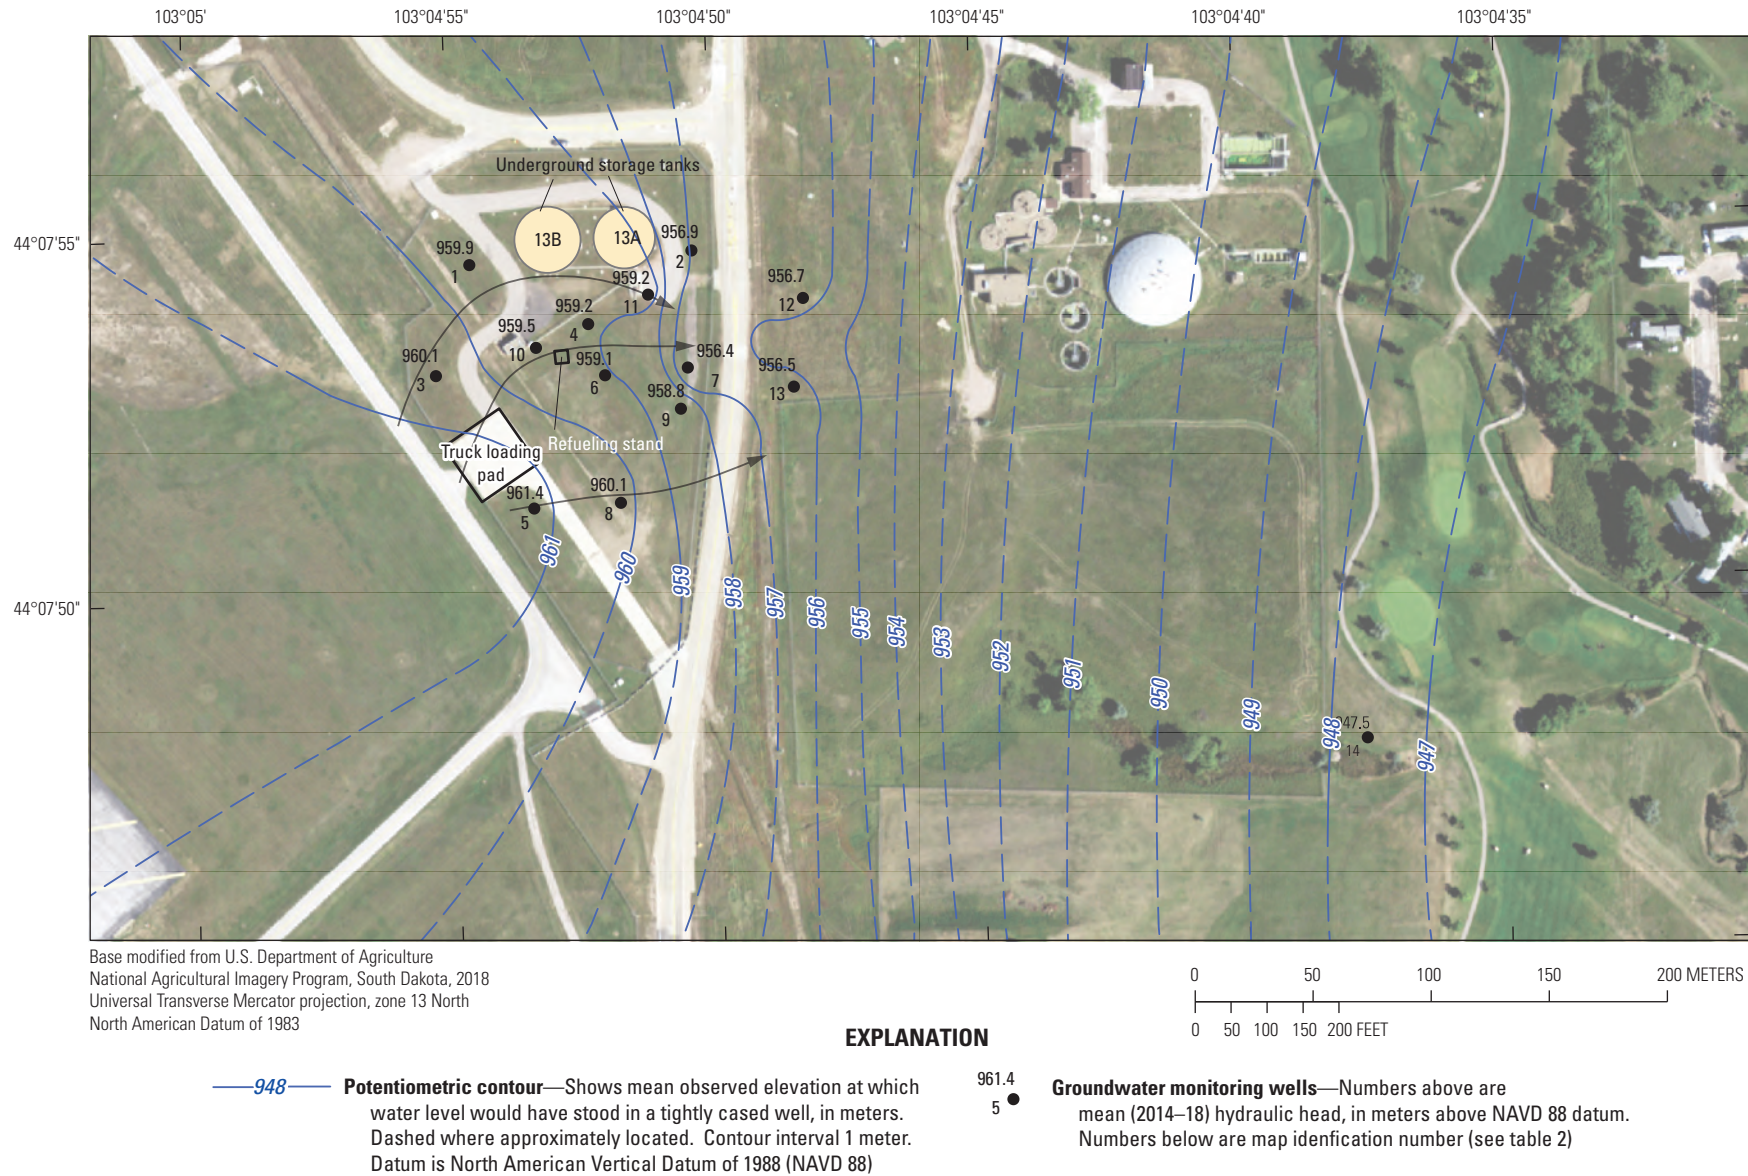 103°05' 103°04'55" 103°04'50" 103°04'45" 103°04'40" 103°04'35"
Underground storage tanks
13B 13A
44°07'55"
959.9
1
956.9
2
959.2
11
956.7
12
959.2
4
959.5
10
960.1
3
959.1
6
956.4
7
956.5
13
958.8
9
Refueling stand
Truck loading
pad
961.4
5
960.1
8
44°07'50"
961 960 959 958 957 956 955 954 953 952 951 950 949 948 947
947.5
14
Base modified from U.S. Department of Agriculture
National Agricultural Imagery Program, South Dakota, 2018
Universal Transverse Mercator projection, zone 13 North
North American Datum of 1983
0 50 100 150 200 METERS
0 50 100 150 200 FEET
EXPLANATION
948 Potentiometric contour—Shows mean observed elevation at which
water level would have stood in a tightly cased well, in meters.
Dashed where approximately located. Contour interval 1 meter.
Datum is North American Vertical Datum of 1988 (NAVD 88)
961.4
5
Groundwater monitoring wells—Numbers above are
mean (2014–18) hydraulic head, in meters above NAVD 88 datum.
Numbers below are map idenfication number (see table 2)